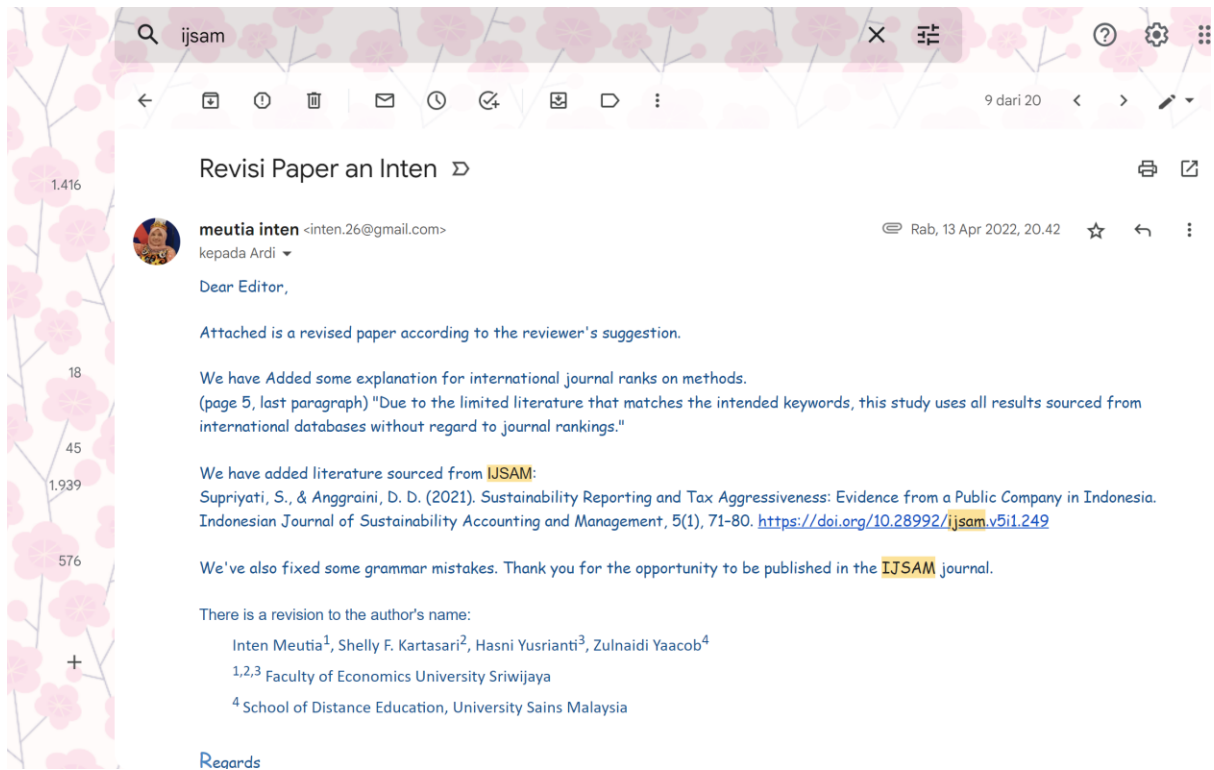 ijsam
9 dari 20
Revisi Paper an Inten
1.416
meutia inten <inten.26@gmail.com>
Rab, 13 Apr 2022, 20.42
kepada Ardi
Dear Editor,
Attached is a revised paper according to the reviewer's suggestion.
18
We have Added some explanation for international journal ranks on methods.
(page 5, last paragraph) "Due to the limited literature that matches the intended keywords, this study uses all results sourced from
international databases without regard to journal rankings."
45
We have added literature sourced from IJSAM:
1.939
Supriyati, S., & Anggraini, D. D. (2021). Sustainability Reporting and Tax Aggressiveness: Evidence from a Public Company in Indonesia.
Indonesian Journal of Sustainability Accounting and Management, 5(1), 71–80. https://doi.org/10.28992/ijsam.v5i1.249
576
We've also fixed some grammar mistakes. Thank you for the opportunity to be published in the IJSAM journal.
There is a revision to the author's name:
Inten Meutia1, Shelly F. Kartasari2, Hasni Yusrianti3, Zulnaidi Yaacob4
1,2,3 Faculty of Economics University Sriwijaya
4 School of Distance Education, University Sains Malaysia
Regards